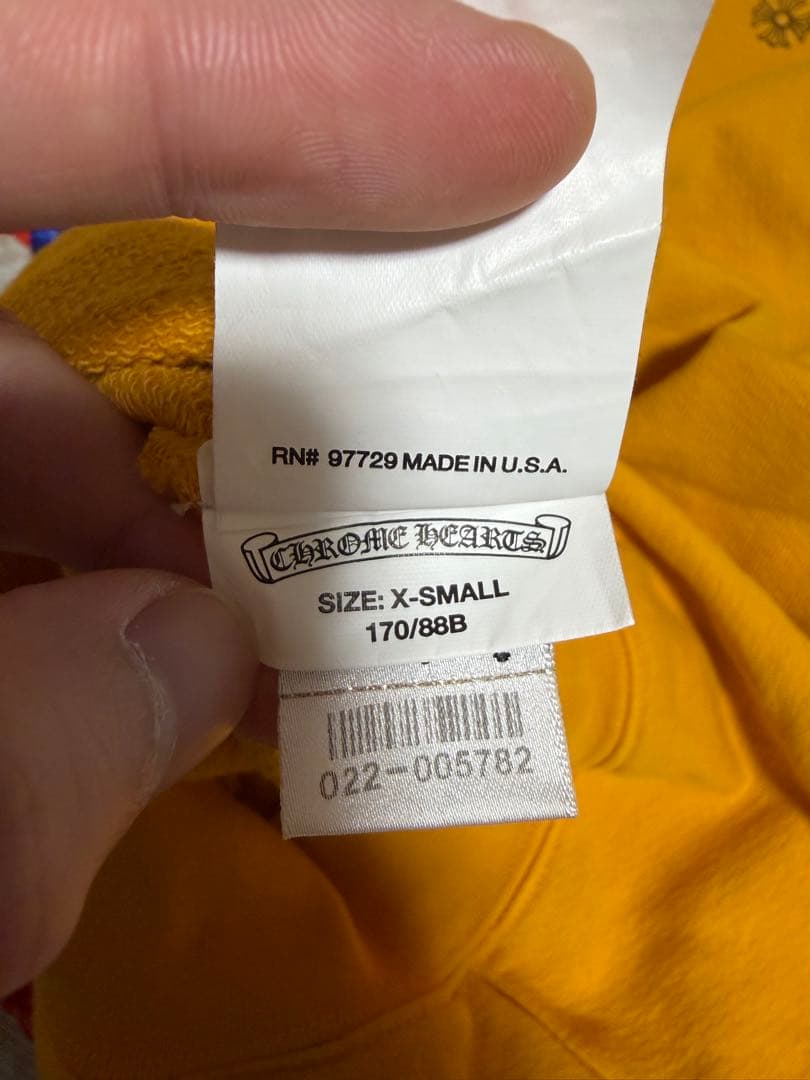 RN# 97729 MADE IN U.S.A.
CHROME HEARTS
SIZE: X-SMALL
170/88B
022-005782